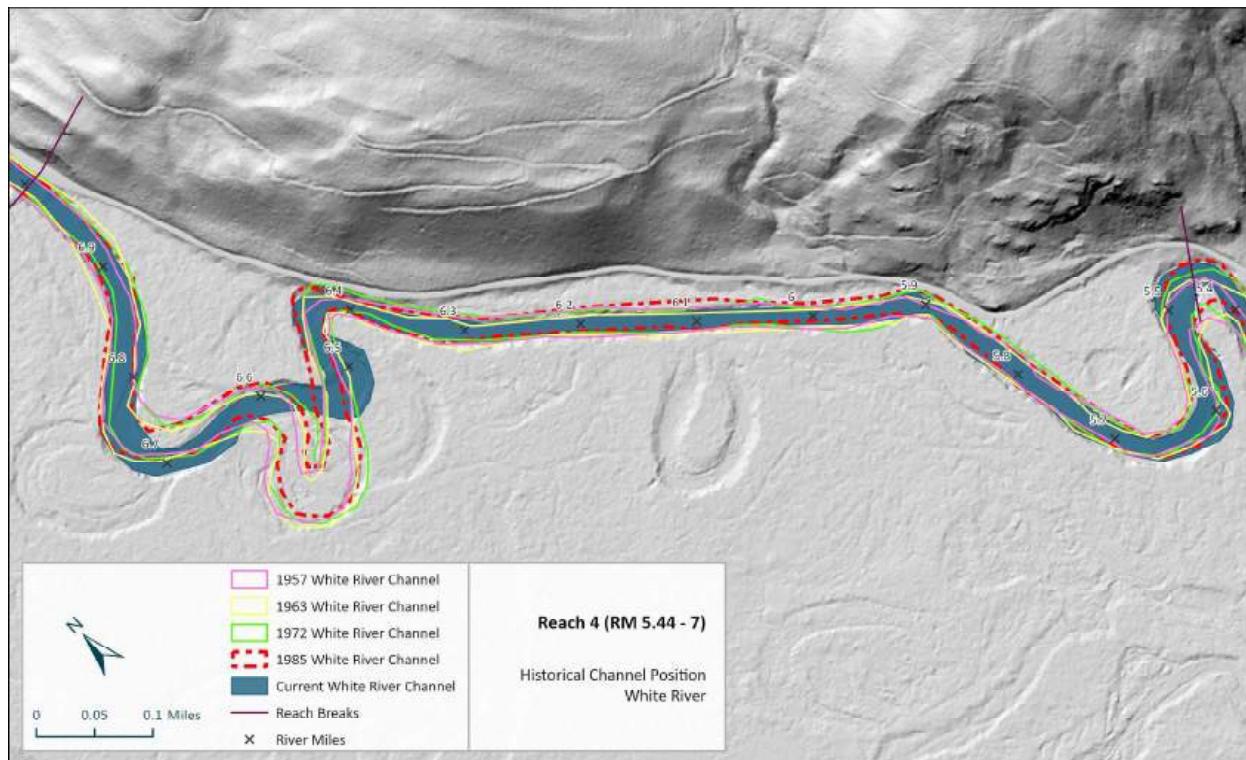 6.9
6.8
6.7
6.6
6.5
6.4
6.3
6.2
6.1
6
5.9
5.8
5.7
5.6
5.5
5.4
N
0 0.05 0.1 Miles
1957 White River Channel
1963 White River Channel
1972 White River Channel
1985 White River Channel
Current White River Channel
Reach Breaks
River Miles
Reach 4 (RM 5.44 - 7)
Historical Channel Position
White River